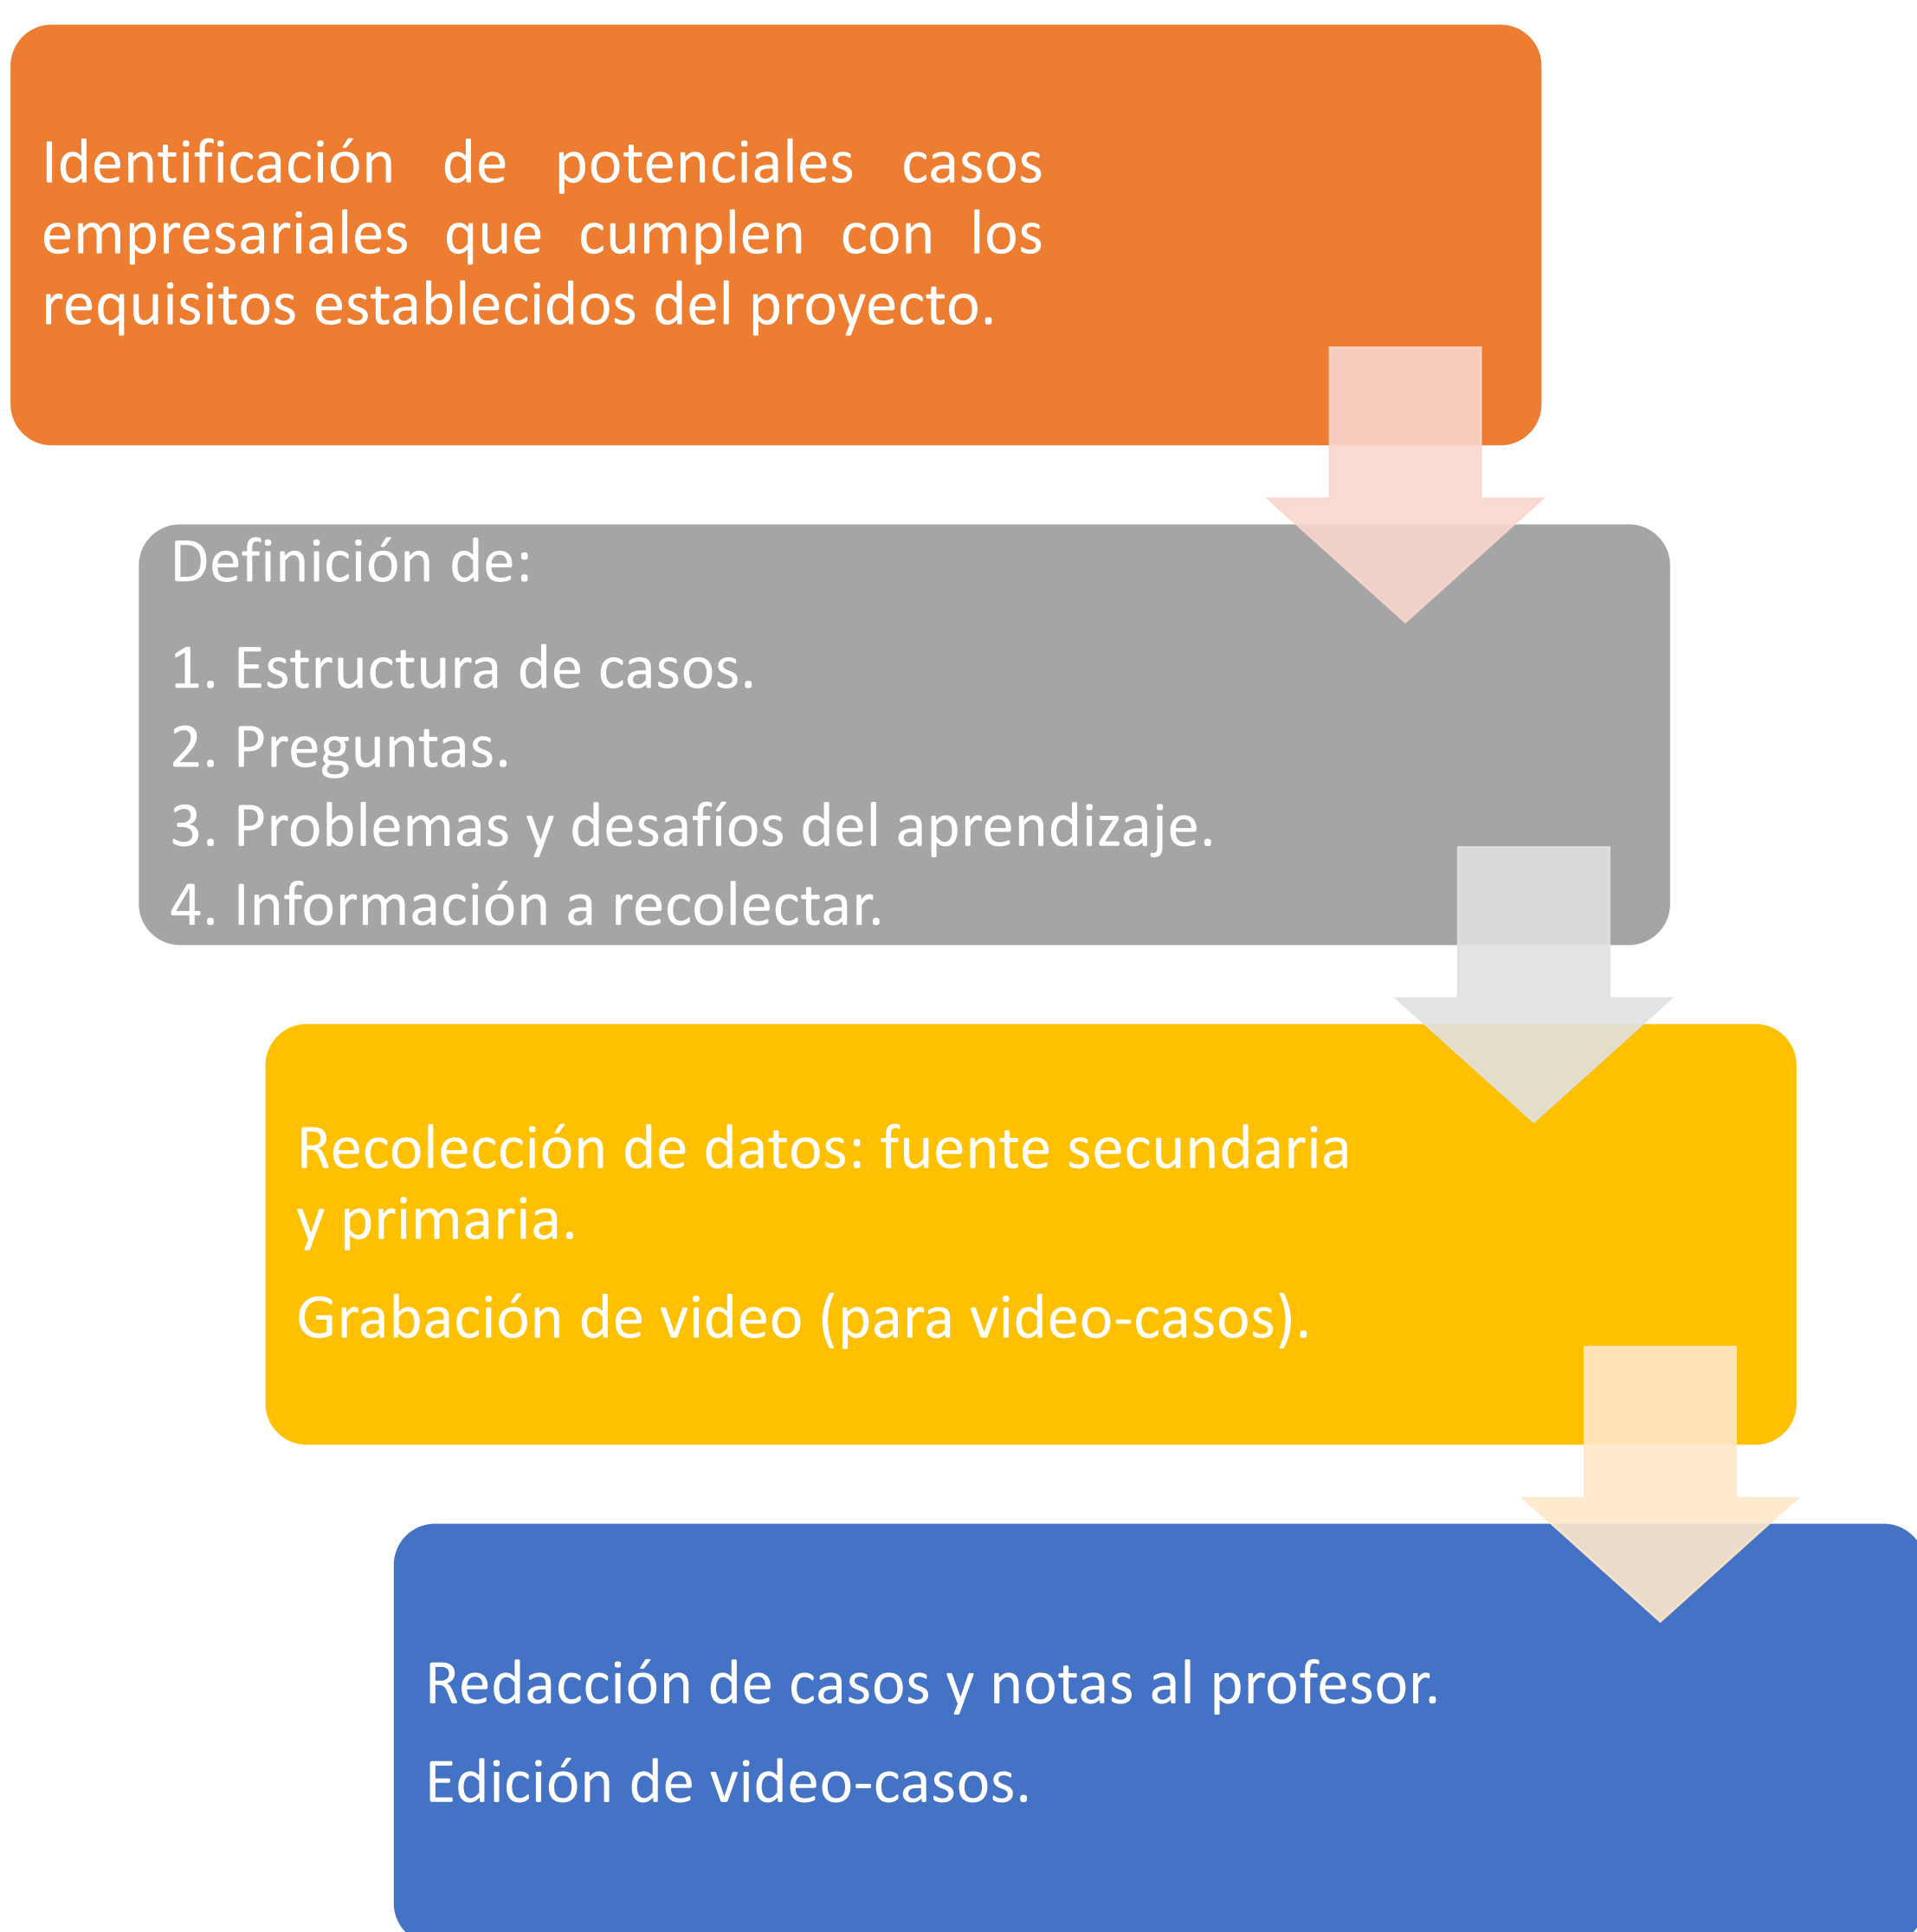 Identificación de potenciales casos
empresariales que cumplen con los
requisitos establecidos del proyecto.
Definición de:
1. Estructura de casos.
2. Preguntas.
3. Problemas y desafíos del aprendizaje.
4. Información a recolectar.
Recolección de datos: fuente secundaria
y primaria.
Grabación de video (para video-casos).
Redacción de casos y notas al profesor.
Edición de video-casos.